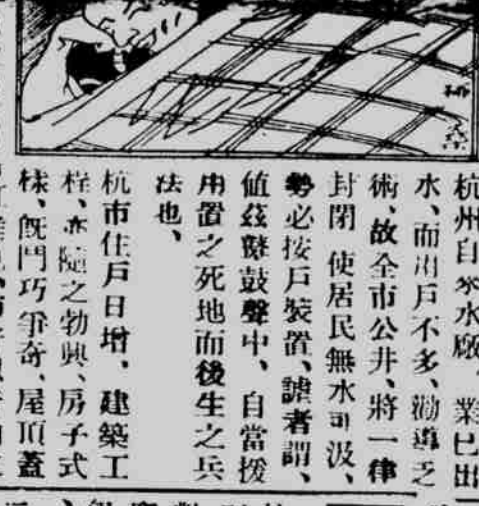 杭州自來水廠、業已出
水、而用戶不多、勸導之
術、故全市公井、將一律
封閉、使居民無水可汲、
勢必按戶裝置、謔者謂、
值茲鼙鼓聲中、自當援
用置之死地而後生之兵
法也、
杭市住戶日增、建築工
程、亦隨之勃興、房子式
樣、旣鬥巧爭奇、屋頂蓋